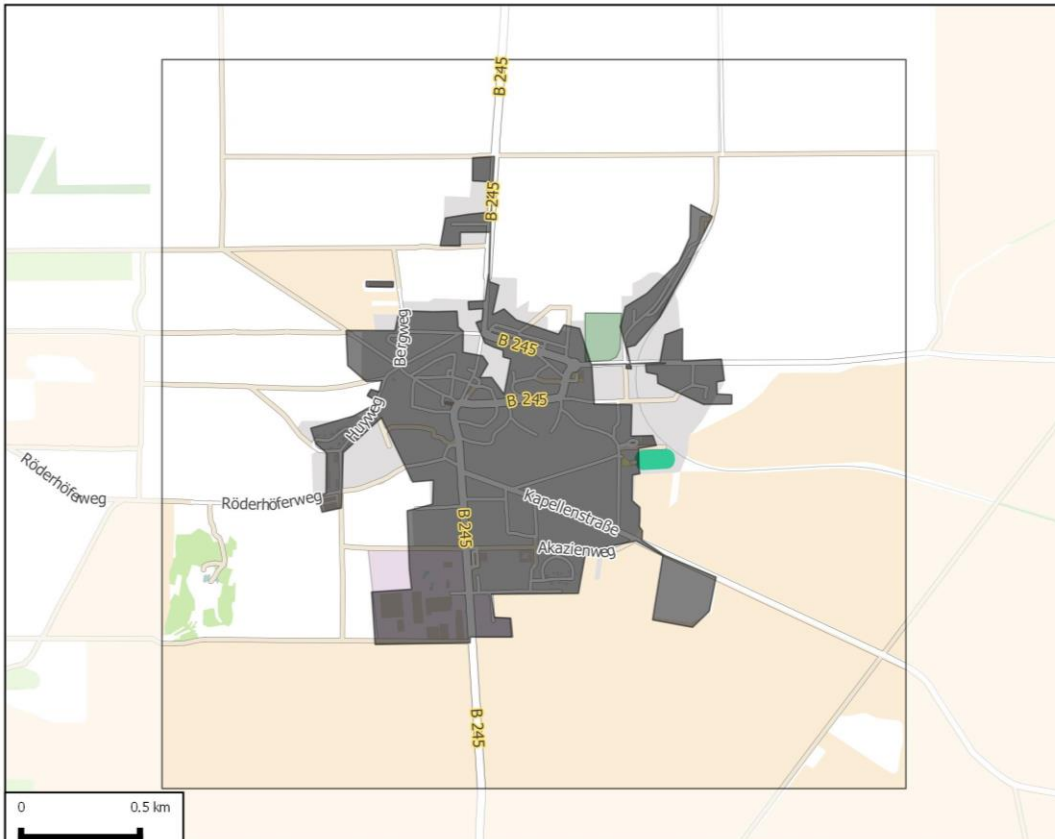 B 245
B 245
Bergweg
B 245
B 245
Huyweg
Röderhöferweg
Röderhöferweg
Kapellenstraße
B 245
Akazienweg
B 245
0 0.5 km